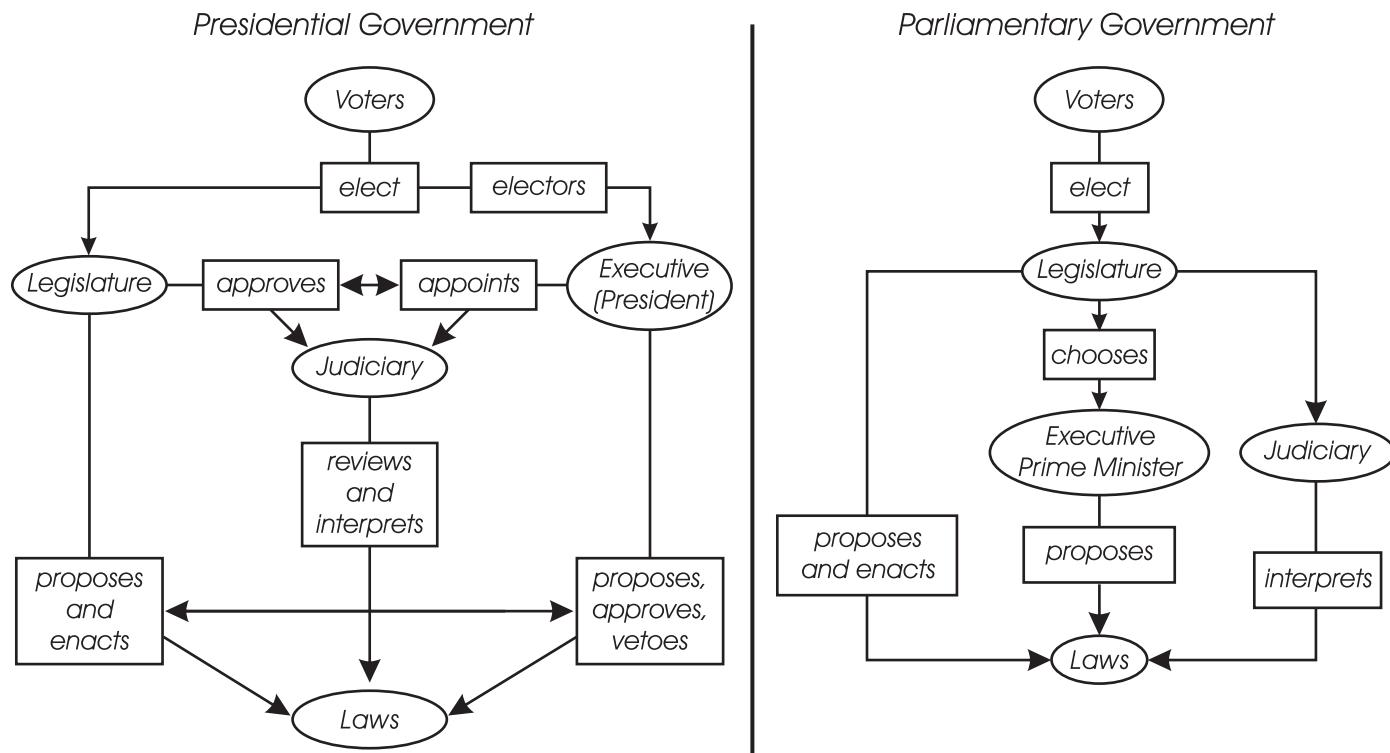 Presidential Government
Voters
elect
electors
Legislature
approves
appoints
Executive
(President)
Judiciary
reviews
and
interprets
proposes
and
enacts
proposes,
approves,
vetoes
Laws
Parliamentary Government
Voters
elect
Legislature
chooses
Executive
Prime Minister
Judiciary
proposes
and enacts
proposes
interprets
Laws